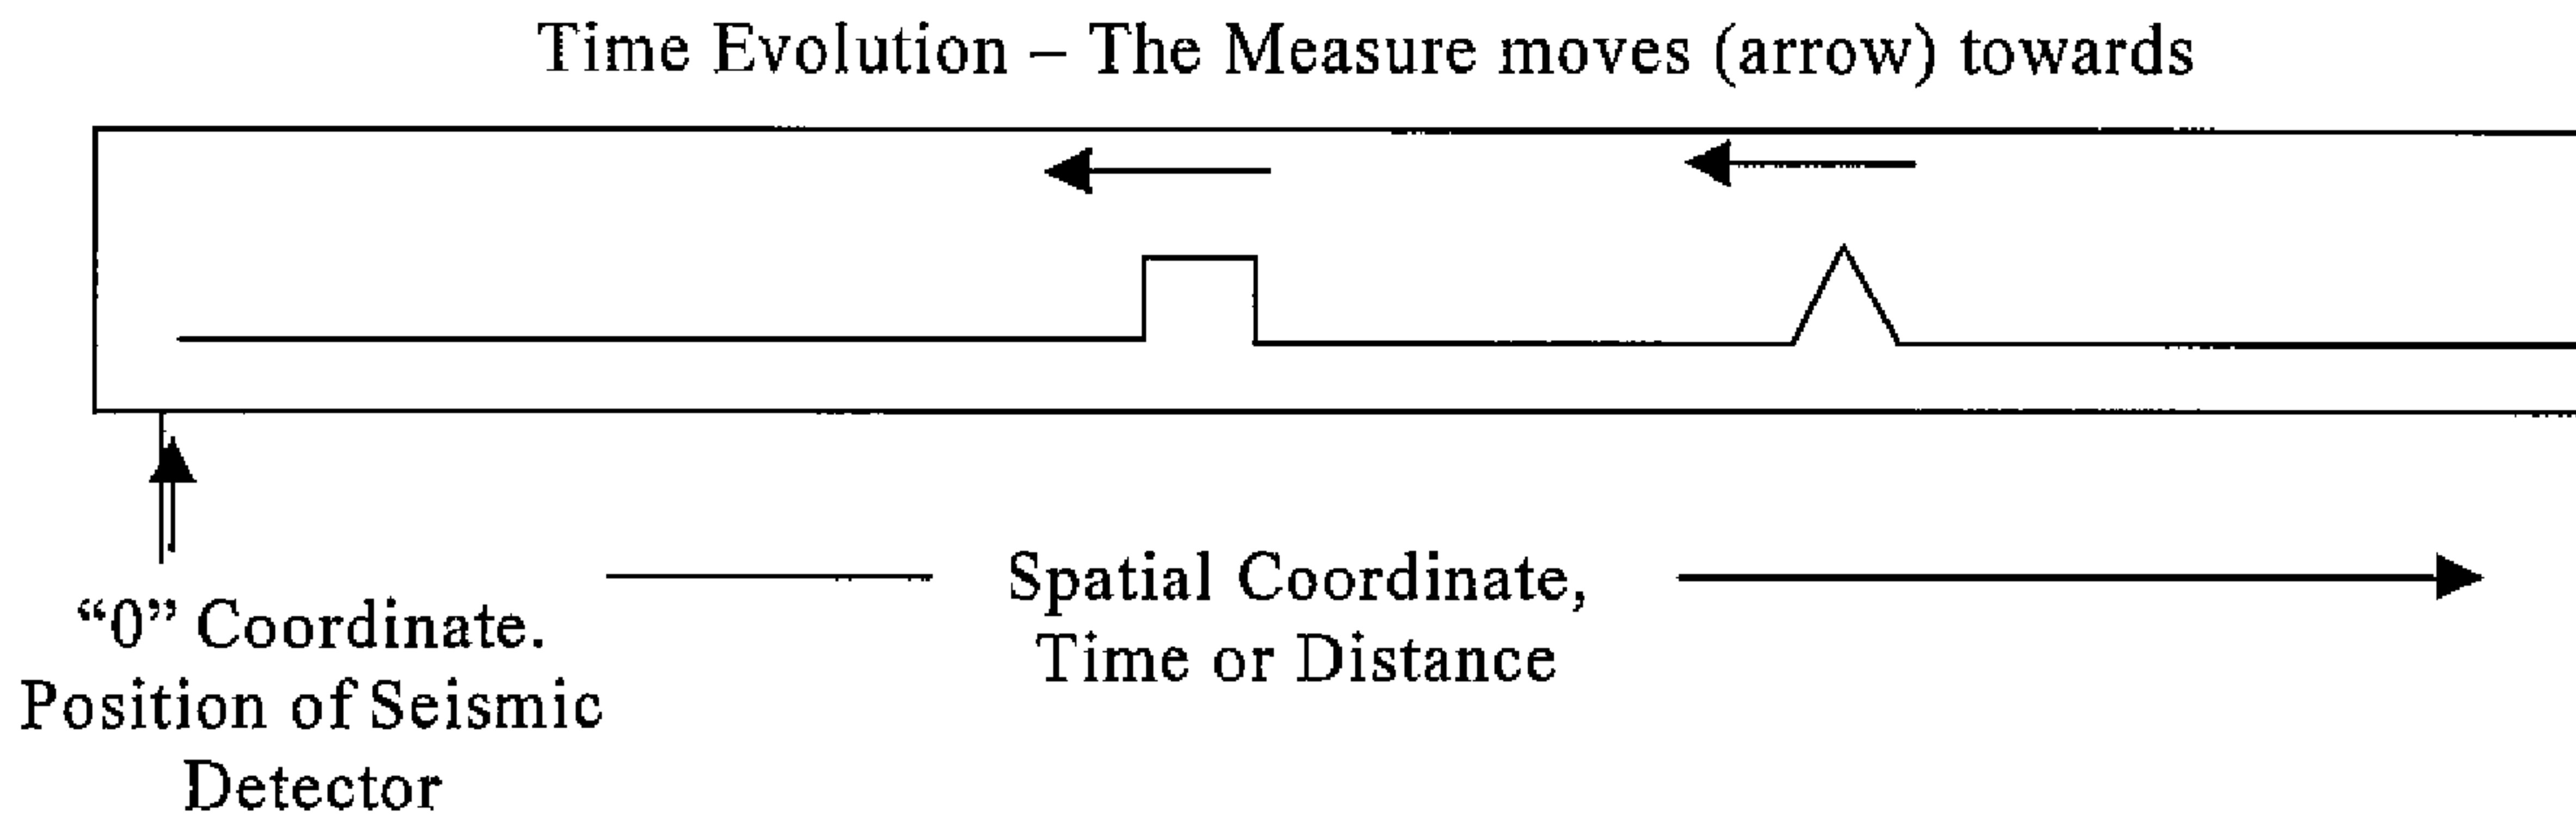 Time Evolution – The Measure moves (arrow) towards
“0” Coordinate.
Position of Seismic
Detector
Spatial Coordinate,
Time or Distance